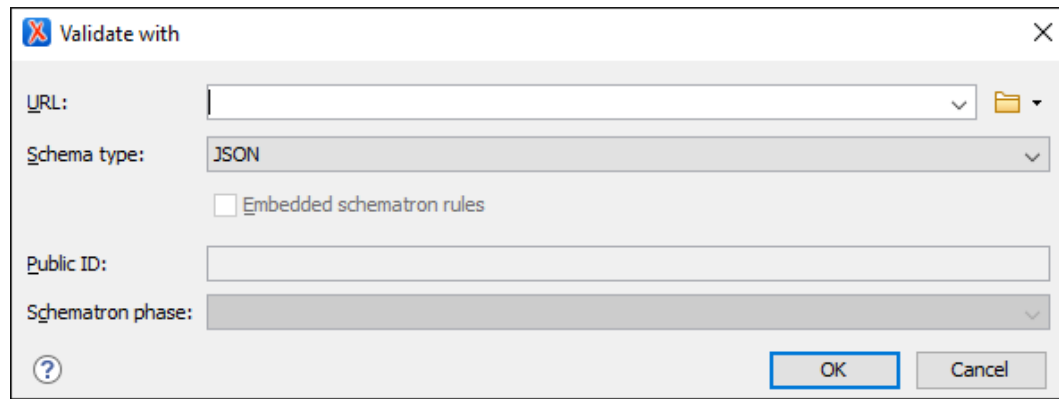 Validate with
URL:
Schema type: JSON
Embedded schematron rules
Public ID:
Schematron phase:
? OK Cancel